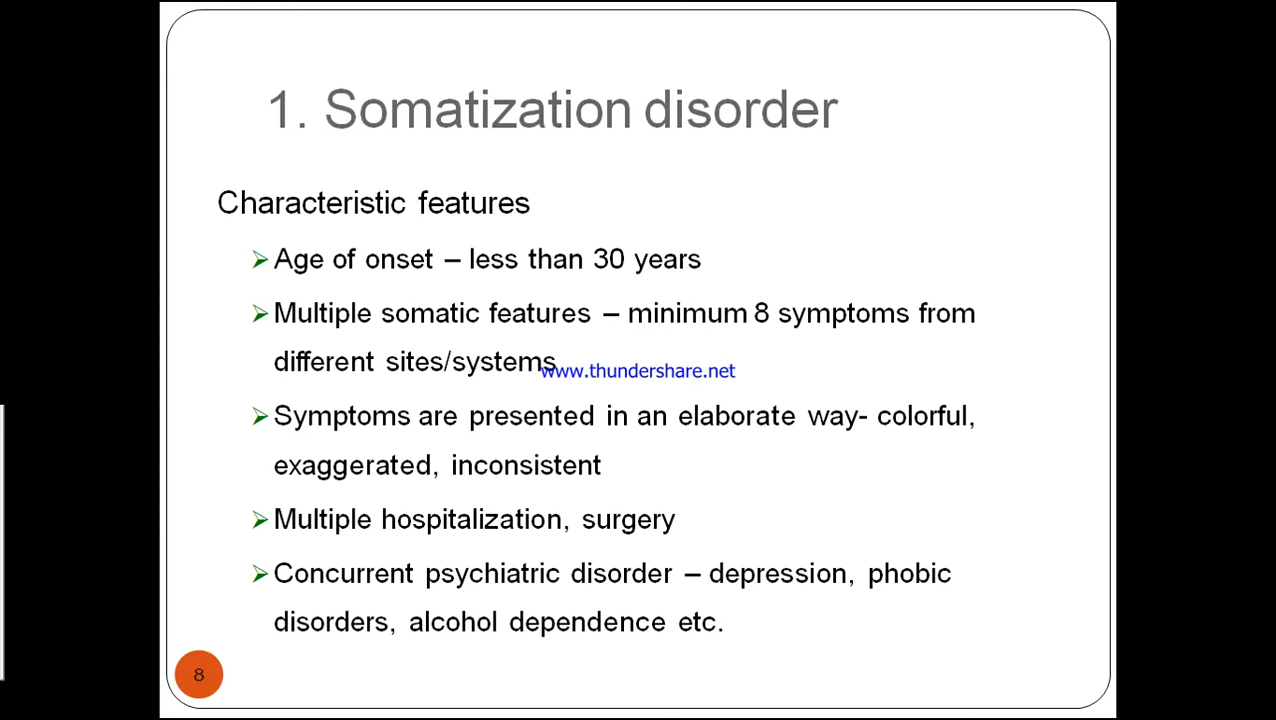 1. Somatization disorder
Characteristic features
Age of onset – less than 30 years
Multiple somatic features – minimum 8 symptoms from
different sites/systems
www.thundershare.net
Symptoms are presented in an elaborate way- colorful,
exaggerated, inconsistent
Multiple hospitalization, surgery
Concurrent psychiatric disorder – depression, phobic
disorders, alcohol dependence etc.
8